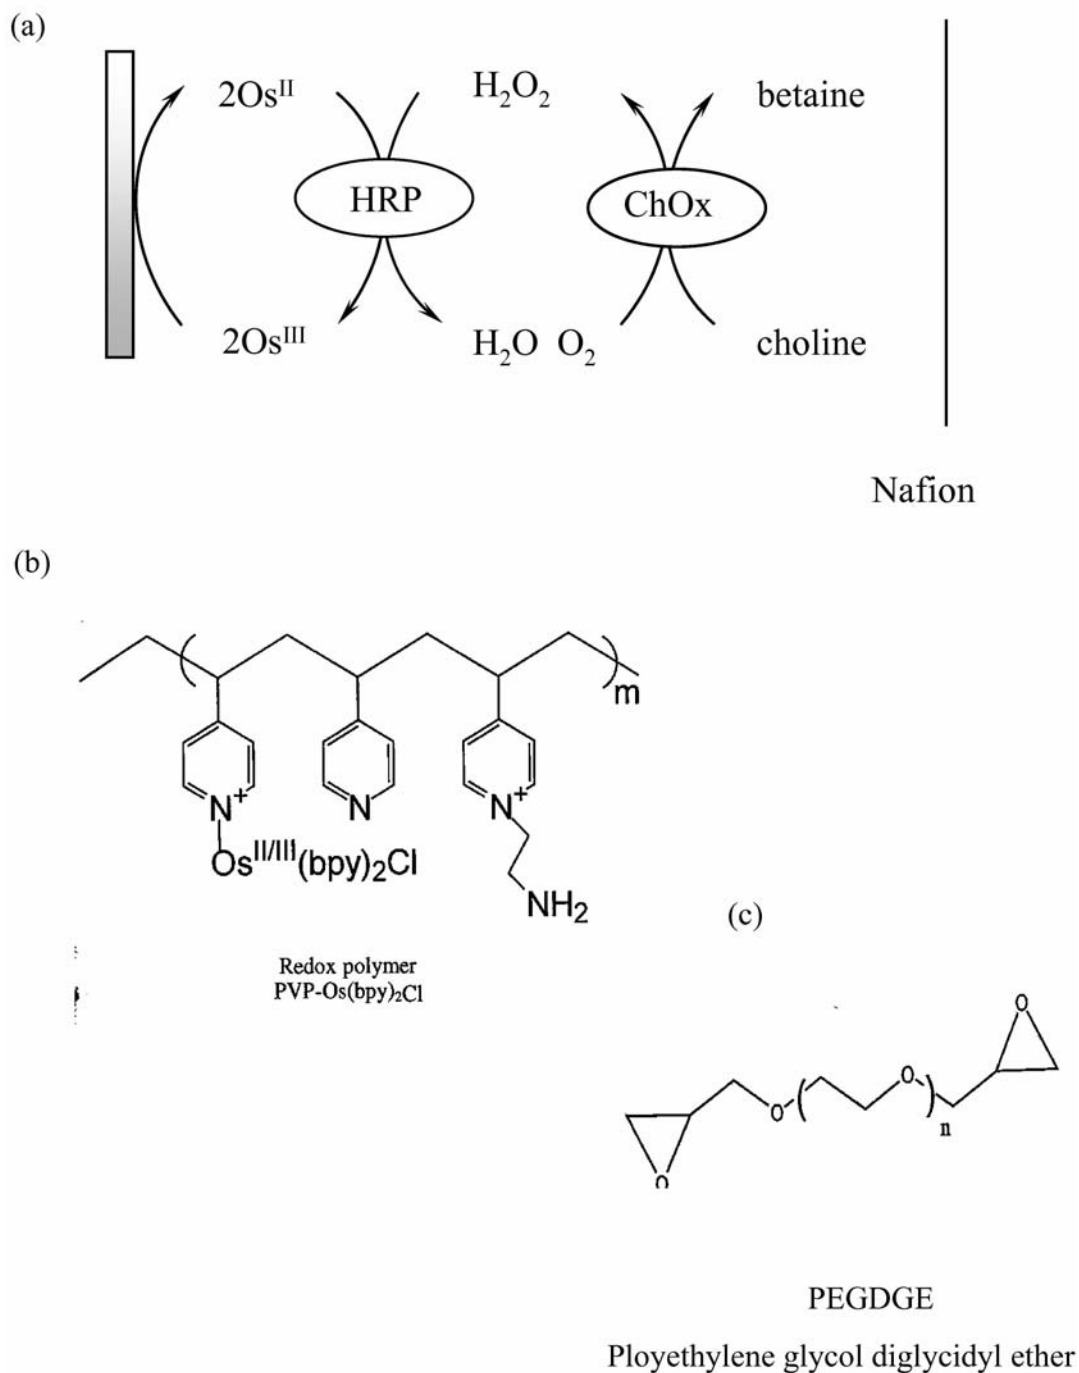 (a)
2Os^II H₂O₂ betaine
HRP ChOx
2Os^III H₂O O₂ choline
Nafion
(b)
m
N⁺ N N⁺
Os^II/III(bpy)₂Cl
NH₂
(c)
Redox polymer
PVP-Os(bpy)₂Cl
O
O
O
n
O
PEGDGE
Ployethylene glycol diglycidyl ether